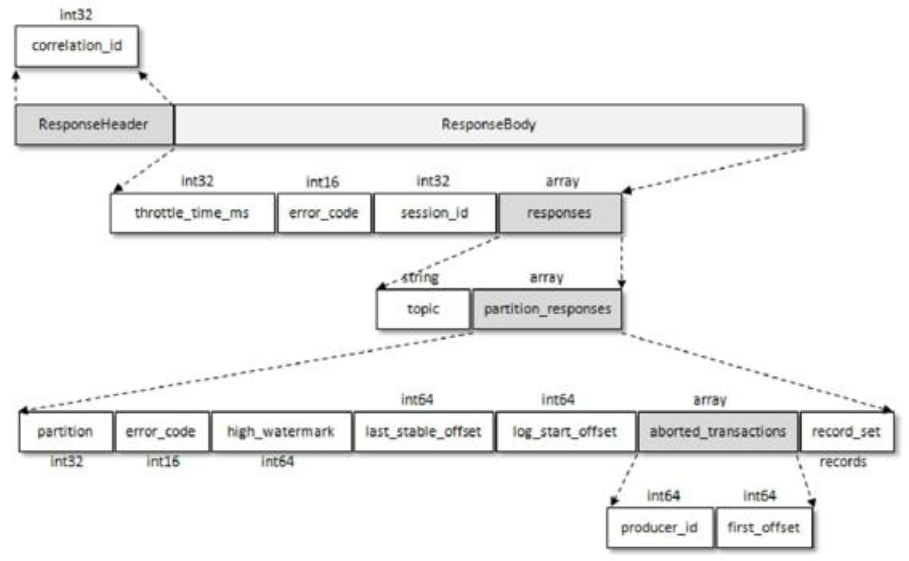 int32
correlation_id
ResponseHeader ResponseBody
int32 int16 int32 array
throttle_time_ms error_code session_id responses
string array
topic partition_responses
int64 int64 array
partition error_code high_watermark last_stable_offset log_start_offset aborted_transactions record_set
int32 int16 int64 records
int64 int64
producer_id first_offset